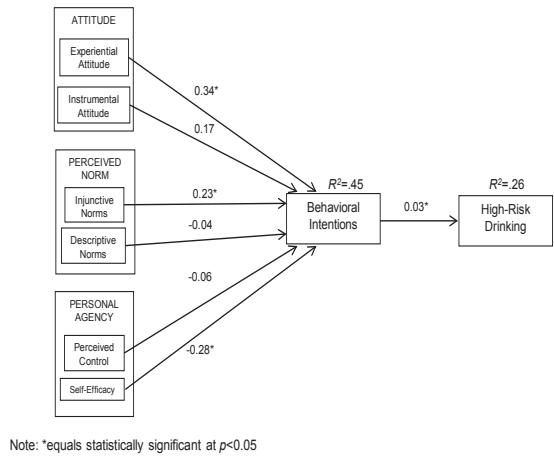 ATTITUDE
Experiential
Attitude
Instrumental
Attitude
0.34*
0.17
PERCEIVED
NORM
Injunctive
Norms
Descriptive
Norms
0.23*
-0.04
R²=.45
Behavioral
Intentions
0.03*
R²=.26
High-Risk
Drinking
PERSONAL
AGENCY
Perceived
Control
Self-Efficacy
-0.06
-0.28*
Note: *equals statistically significant at p<0.05